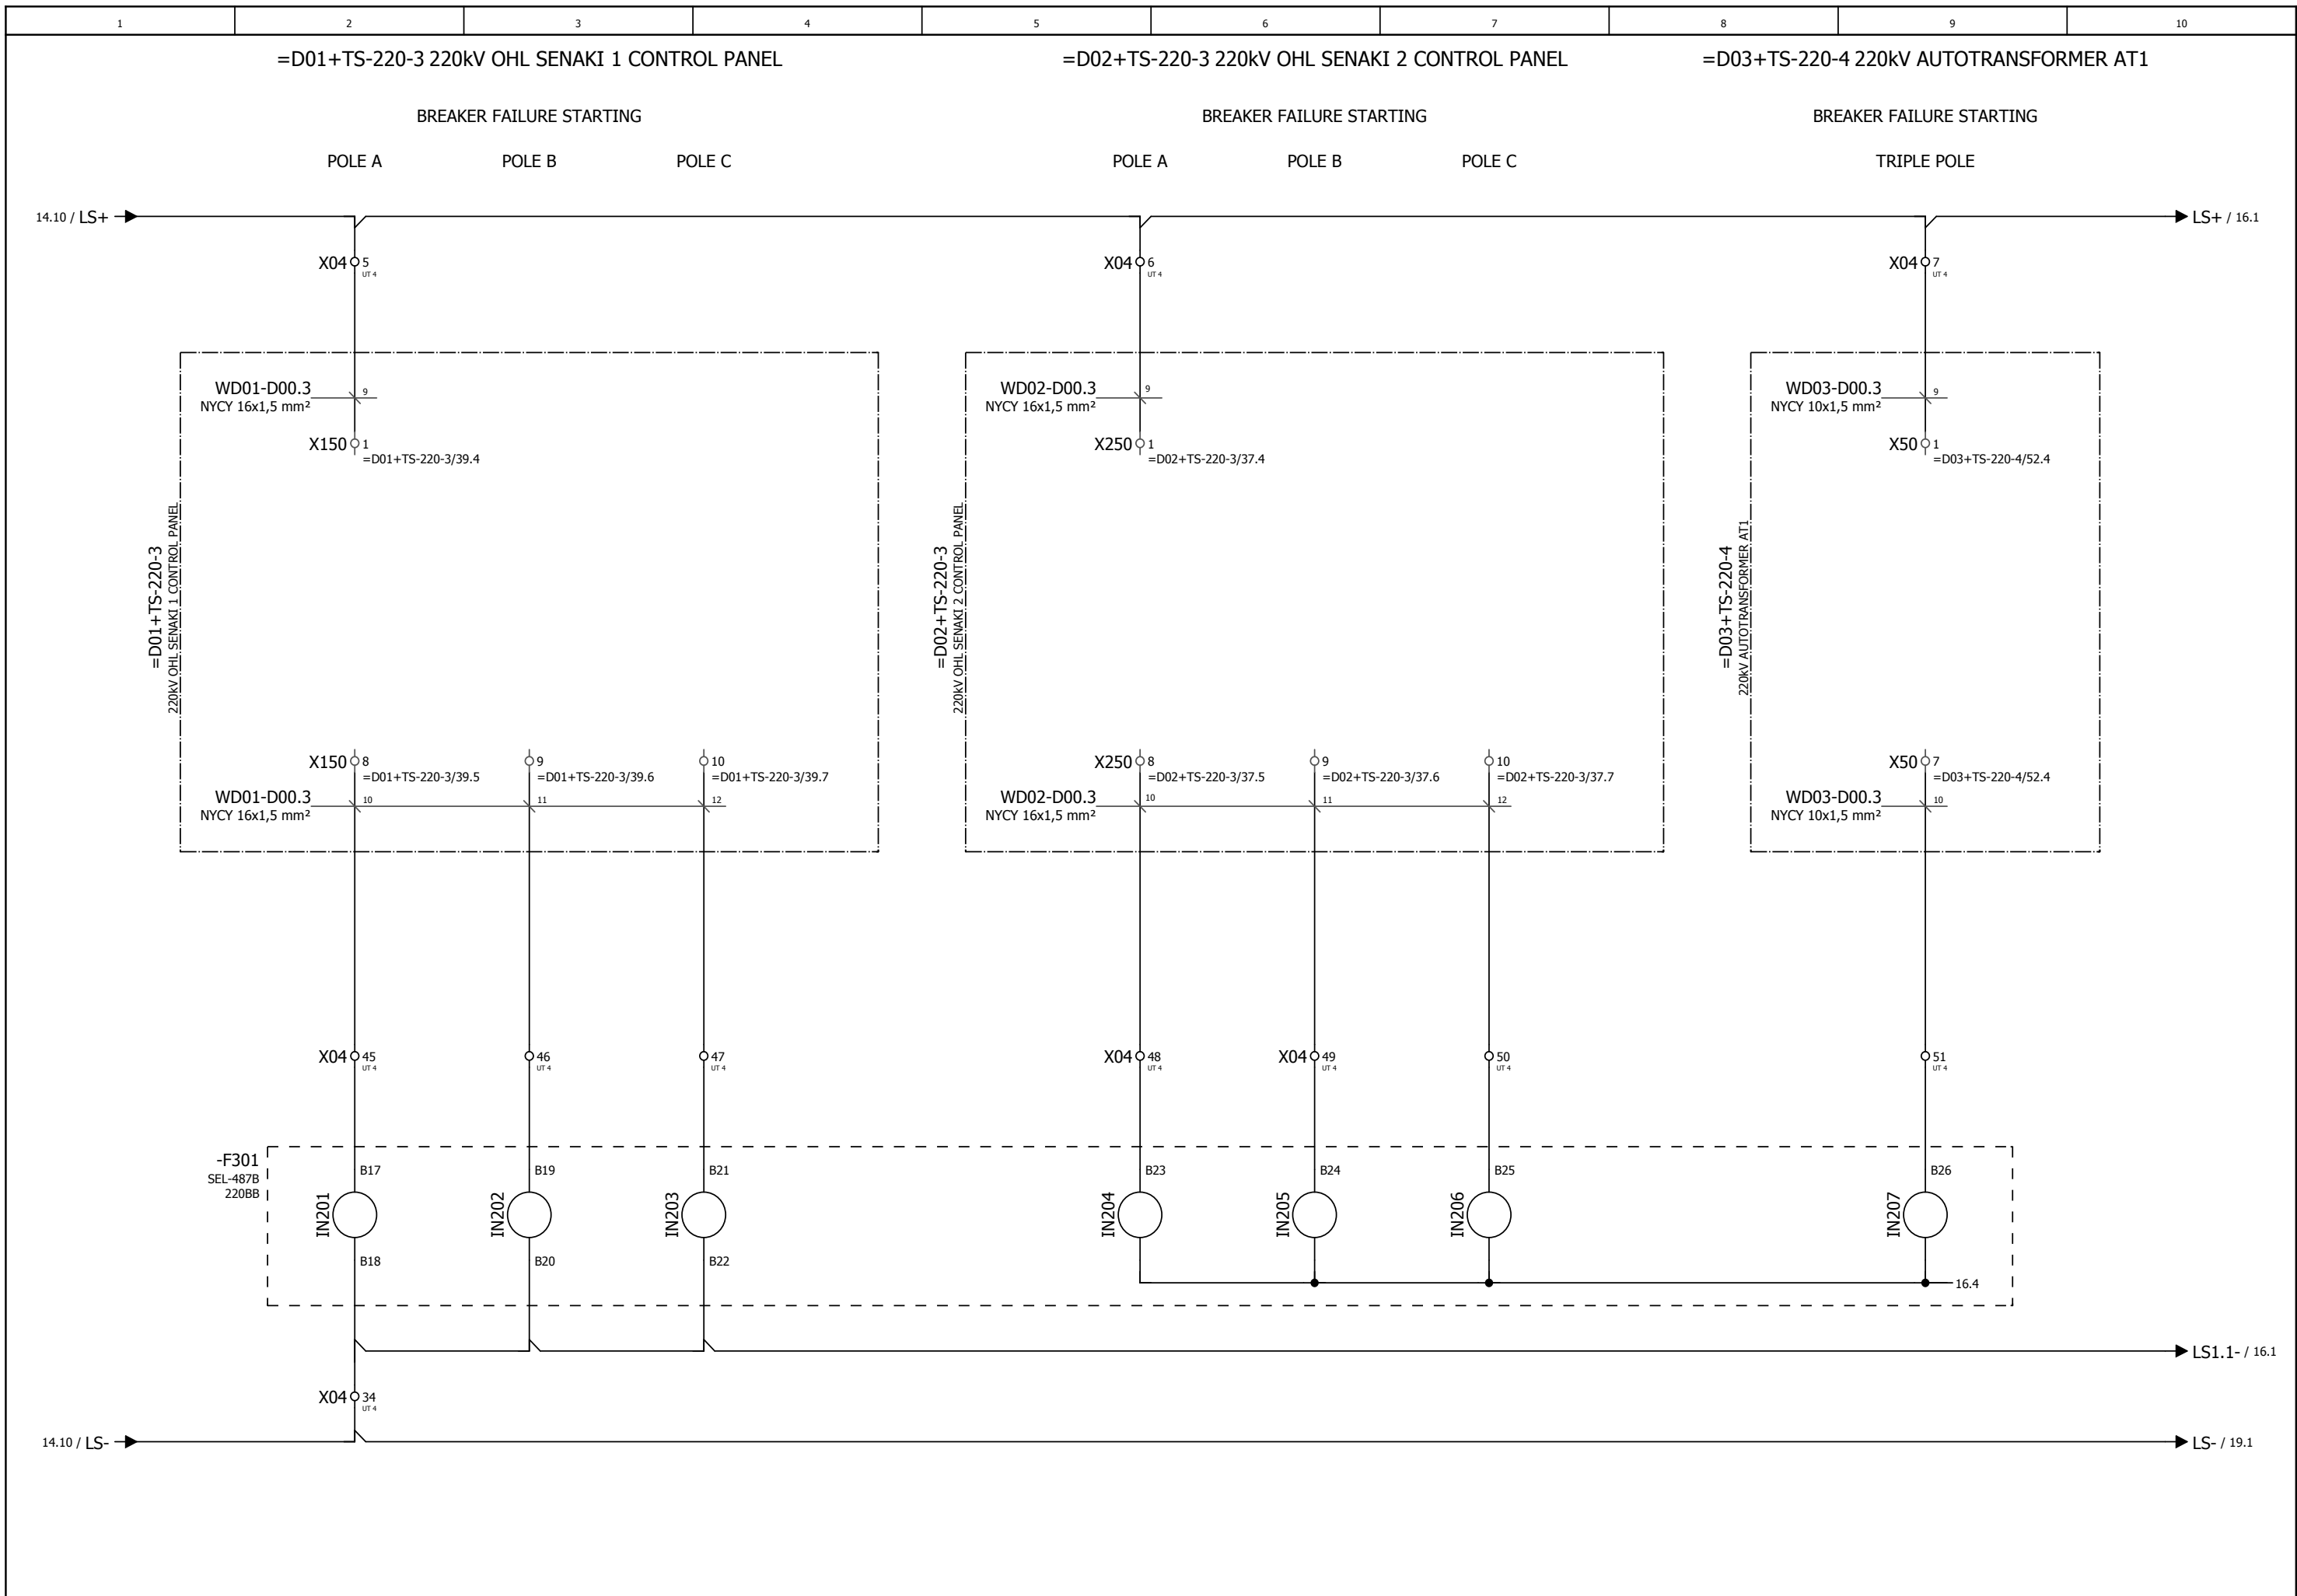 1 2 3 4 5 6 7 8 9 10
=D01+TS-220-3 220kV OHL SENAKI 1 CONTROL PANEL
=D02+TS-220-3 220kV OHL SENAKI 2 CONTROL PANEL
=D03+TS-220-4 220kV AUTOTRANSFORMER AT1
BREAKER FAILURE STARTING
BREAKER FAILURE STARTING
BREAKER FAILURE STARTING
POLE A POLE B POLE C
POLE A POLE B POLE C
TRIPLE POLE
14.10 / LS+
LS+ / 16.1
X04 5
UT 4
X04 6
UT 4
X04 7
UT 4
WD01-D00.3 9
NYCY 16x1,5 mm²
WD02-D00.3 9
NYCY 16x1,5 mm²
WD03-D00.3 9
NYCY 10x1,5 mm²
X150 1
=D01+TS-220-3/39.4
X250 1
=D02+TS-220-3/37.4
X50 1
=D03+TS-220-4/52.4
=D01+TS-220-3
220kV OHL SENAKI 1 CONTROL PANEL
=D02+TS-220-3
220kV OHL SENAKI 2 CONTROL PANEL
=D03+TS-220-4
220kV AUTOTRANSFORMER AT1
X150 8 9 10
=D01+TS-220-3/39.5 =D01+TS-220-3/39.6 =D01+TS-220-3/39.7
X250 8 9 10
=D02+TS-220-3/37.5 =D02+TS-220-3/37.6 =D02+TS-220-3/37.7
X50 7
=D03+TS-220-4/52.4
WD01-D00.3 10 11 12
NYCY 16x1,5 mm²
WD02-D00.3 10 11 12
NYCY 16x1,5 mm²
WD03-D00.3 10
NYCY 10x1,5 mm²
X04 45 46 47
UT 4 UT 4 UT 4
X04 48 X04 49 50
UT 4 UT 4 UT 4
51
UT 4
-F301
SEL-487B
220BB
B17 B19 B21 B23 B24 B25 B26
IN201 IN202 IN203 IN204 IN205 IN206 IN207
B18 B20 B22
16.4
LS1.1- / 16.1
X04 34
UT 4
14.10 / LS-
LS- / 19.1